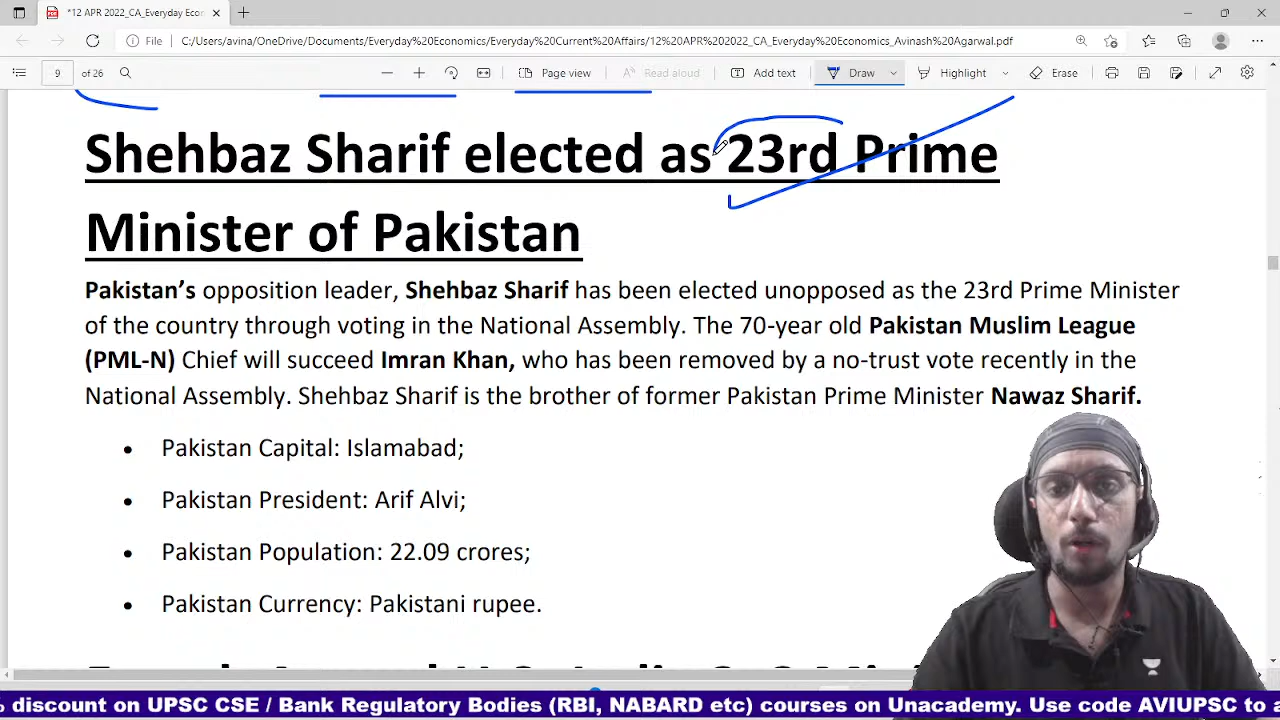 *12 APR 2022_CA_Everyday Econ
File
C:/Users/avina/OneDrive/Documents/Everyday%20Economics/Everyday%20Current%20Affairs/12%20APR%202022_CA_Everyday%20Economics_Avinash%20Agarwal.pdf
9 of 26
Page view
Read aloud
Add text
Draw
Highlight
Erase
Shehbaz Sharif elected as 23rd Prime
Minister of Pakistan
Pakistan’s opposition leader, Shehbaz Sharif has been elected unopposed as the 23rd Prime Minister
of the country through voting in the National Assembly. The 70-year old Pakistan Muslim League
(PML-N) Chief will succeed Imran Khan, who has been removed by a no-trust vote recently in the
National Assembly. Shehbaz Sharif is the brother of former Pakistan Prime Minister Nawaz Sharif.
• Pakistan Capital: Islamabad;
• Pakistan President: Arif Alvi;
• Pakistan Population: 22.09 crores;
• Pakistan Currency: Pakistani rupee.
% discount on UPSC CSE / Bank Regulatory Bodies (RBI, NABARD etc) courses on Unacademy. Use code AVIUPSC to a